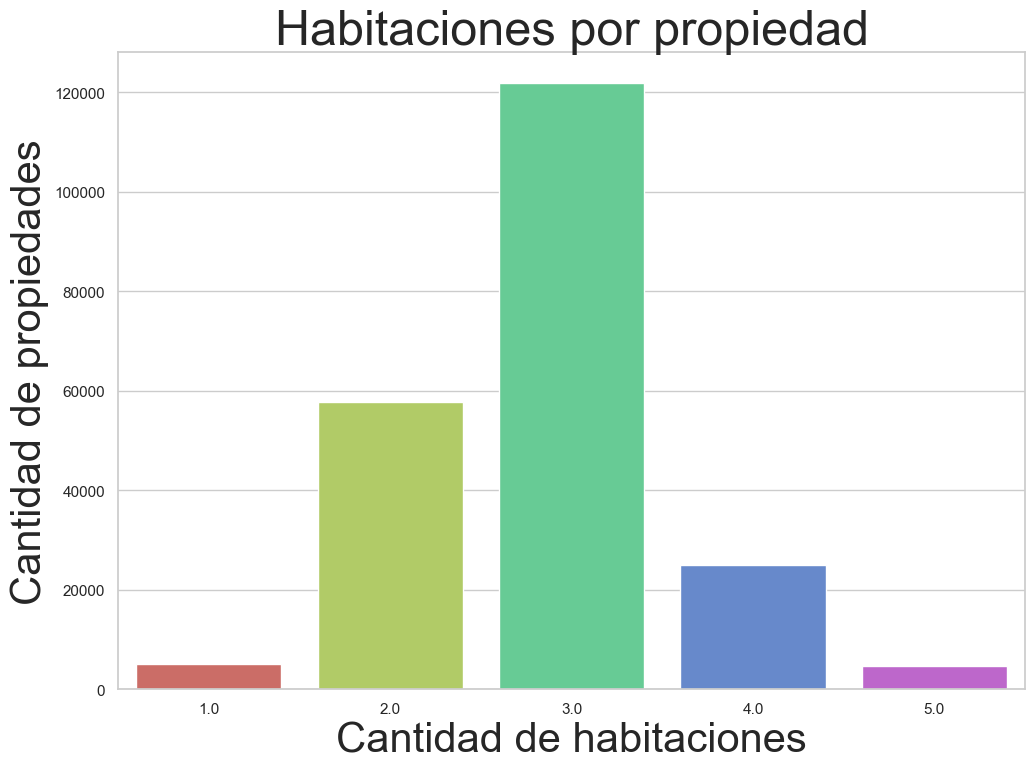 Habitaciones por propiedad
Cantidad de propiedades
120000
100000
80000
60000
40000
20000
0
1.0 2.0 3.0 4.0 5.0
Cantidad de habitaciones